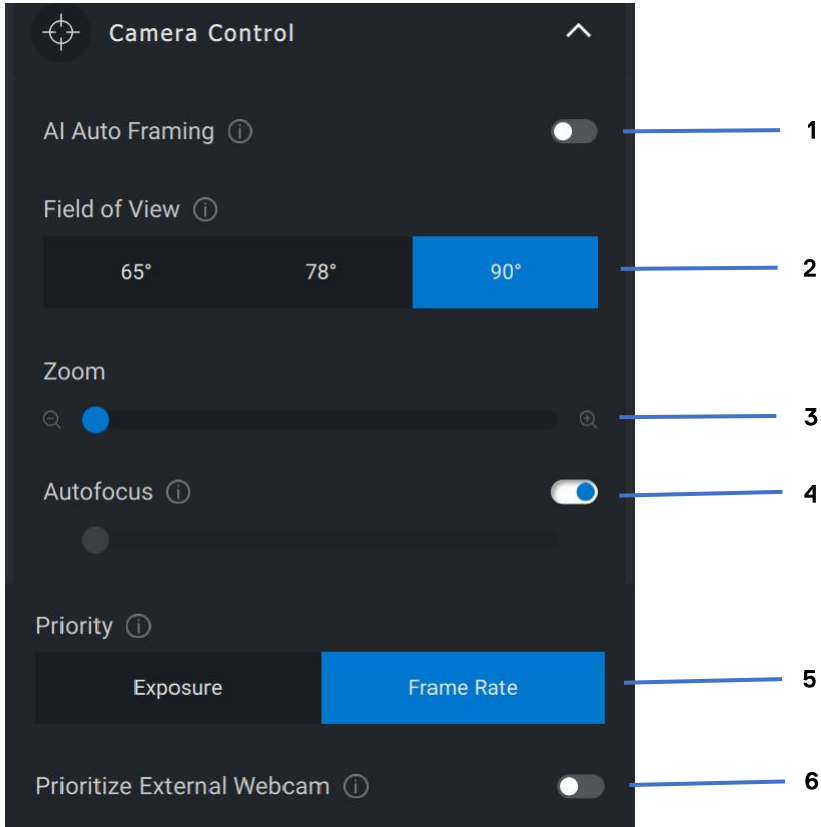 Camera Control
AI Auto Framing
1
Field of View
65° 78° 90°
2
Zoom
3
Autofocus
4
Priority
Exposure Frame Rate
5
Prioritize External Webcam
6